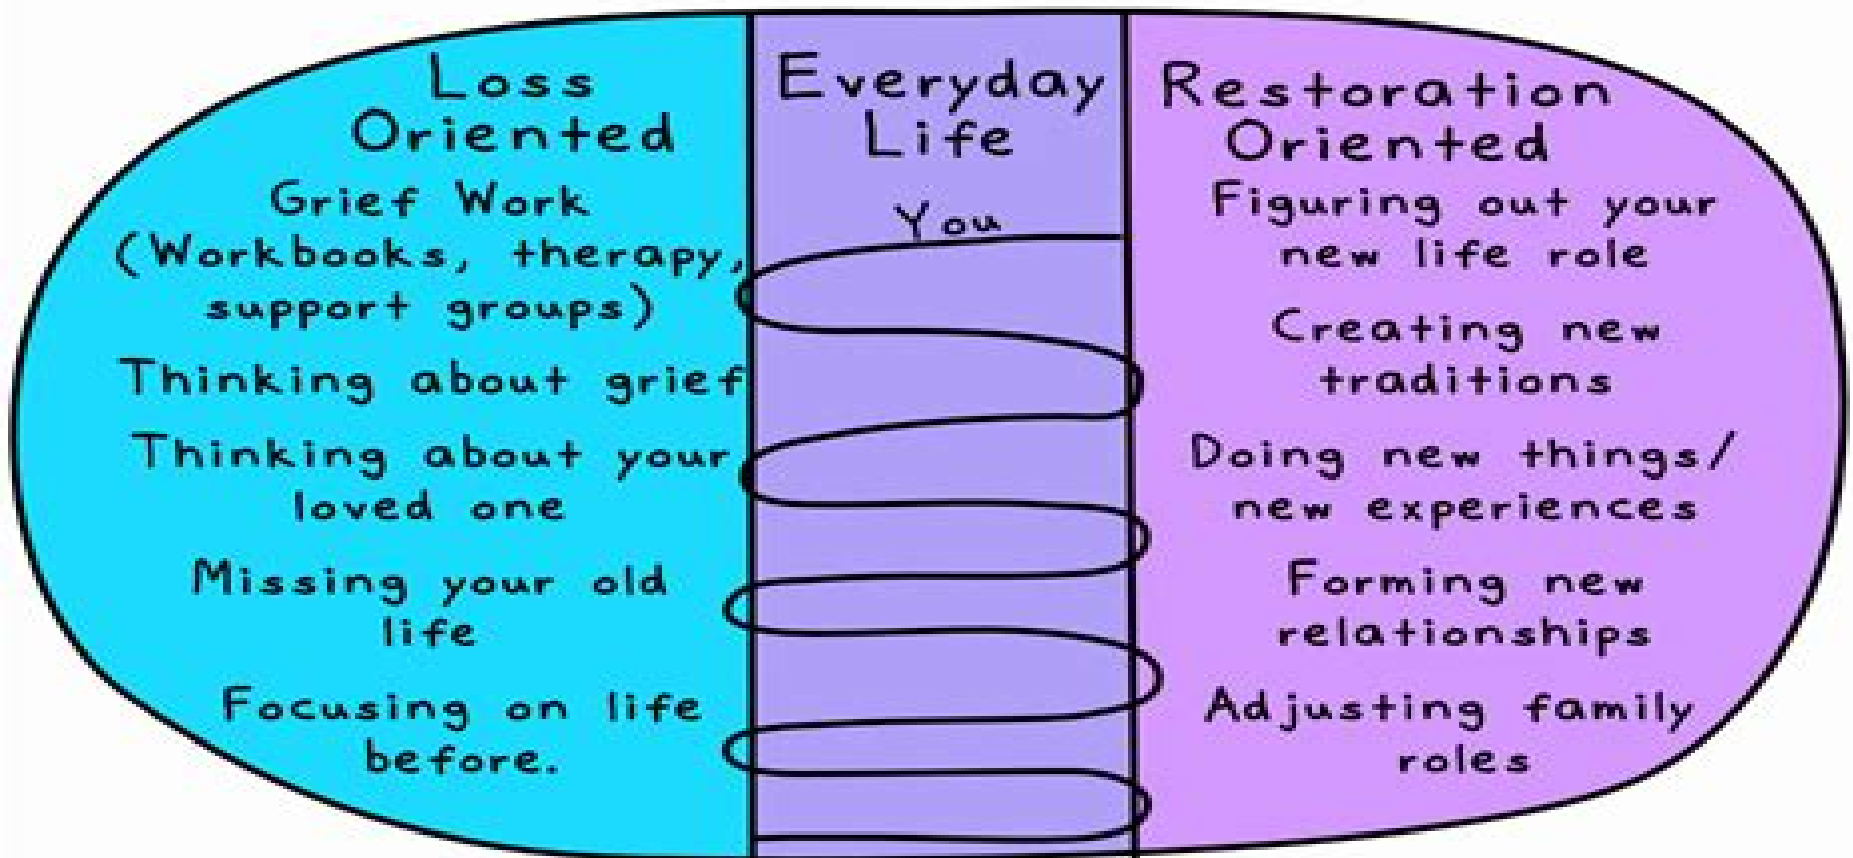 Loss
Oriented
Grief Work
(Workbooks, therapy,
support groups)
Thinking about grief
Thinking about your
loved one
Missing your old
life
Focusing on life
before.
Everyday
Life
You
Restoration
Oriented
Figuring out your
new life role
Creating new
traditions
Doing new things/
new experiences
Forming new
relationships
Adjusting family
roles